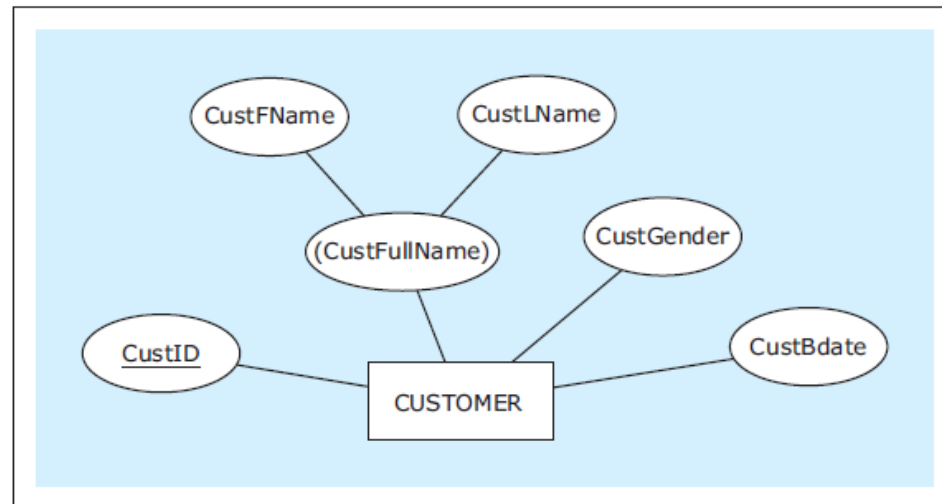 CustFName
CustLName
(CustFullName)
CustGender
CustID
CustBdate
CUSTOMER